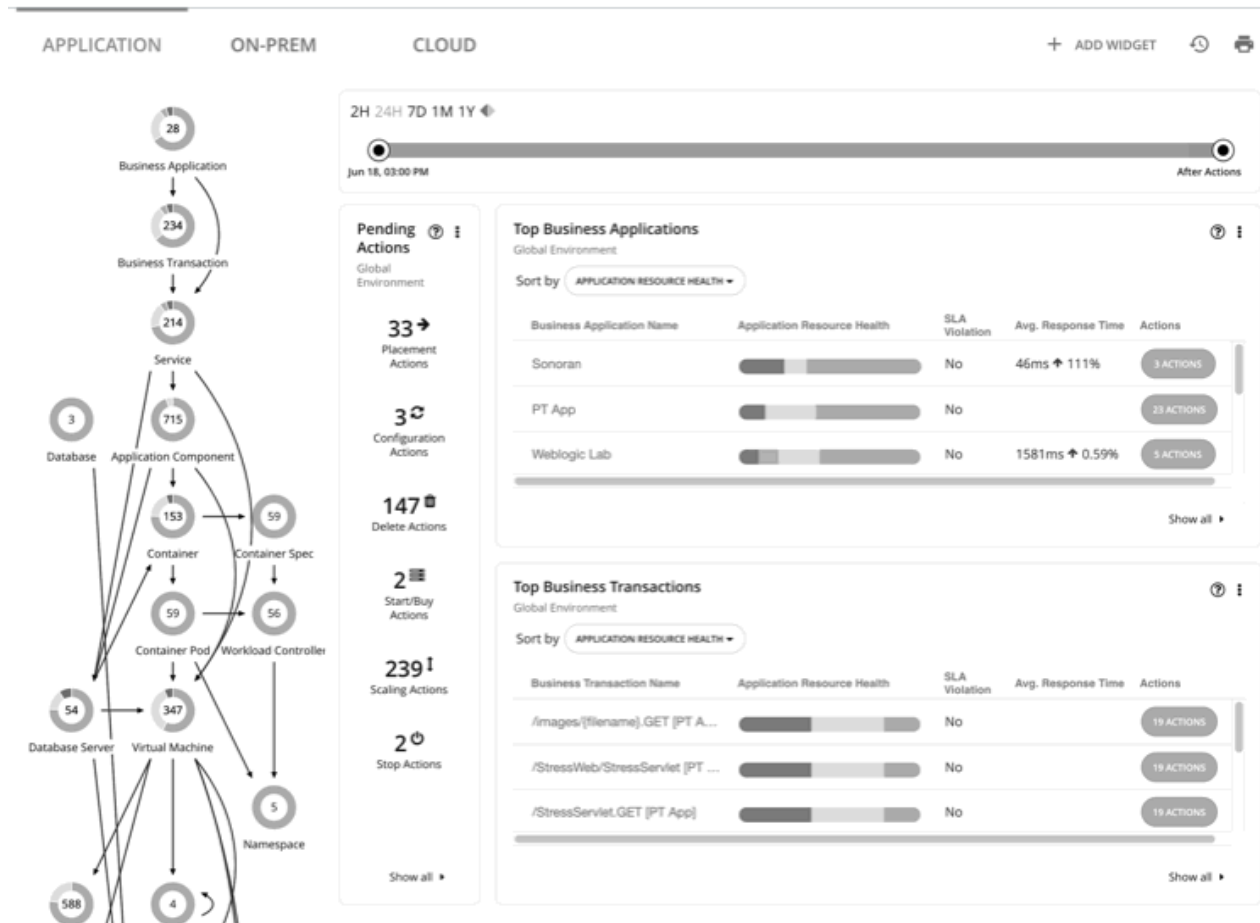 APPLICATION ON-PREM CLOUD + ADD WIDGET
28
Business Application
234
Business Transaction
214
Service
3 715
Database Application Component
153 59
Container Container Spec
59 56
Container Pod Workload Controller
54 347
Database Server Virtual Machine
5
Namespace
588 4
2H 24H 7D 1M 1Y
Jun 18, 03:00 PM After Actions
Pending
Actions
Global
Environment
33
Placement
Actions
3
Configuration
Actions
147
Delete Actions
2
Start/Buy
Actions
239
Scaling Actions
2
Stop Actions
Show all
Top Business Applications
Global Environment
Sort by APPLICATION RESOURCE HEALTH
Business Application Name Application Resource Health SLA Violation Avg. Response Time Actions
Sonoran No 46ms ↑ 111% 3 ACTIONS
PT App No 23 ACTIONS
Weblogic Lab No 1581ms ↑ 0.59% 5 ACTIONS
Show all
Top Business Transactions
Global Environment
Sort by APPLICATION RESOURCE HEALTH
Business Transaction Name Application Resource Health SLA Violation Avg. Response Time Actions
/images/{filename}.GET [PT A... No 19 ACTIONS
/StressWeb/StressServlet [PT ... No 19 ACTIONS
/StressServlet.GET [PT App] No 19 ACTIONS
Show all